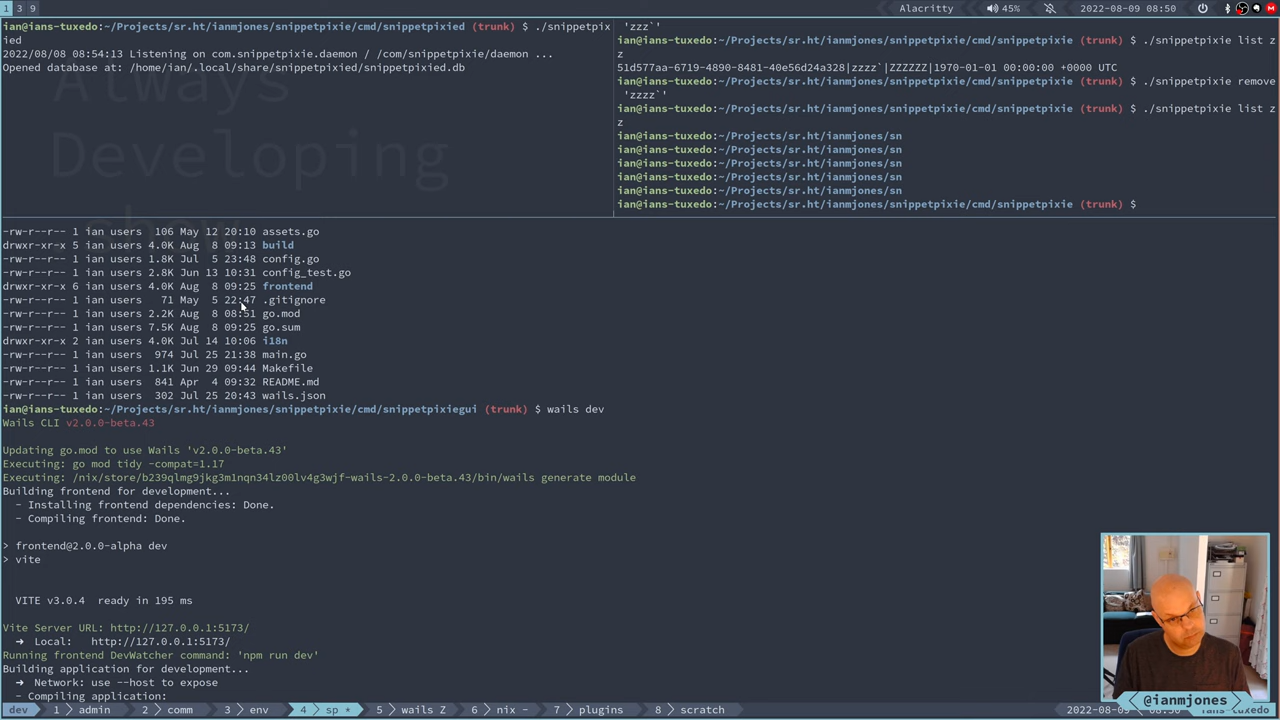 1 3 9
Alacritty 45% 2022-08-09 08:50
ian@ians-tuxedo:~/Projects/sr.ht/ianmjones/snippetpixie/cmd/snippetpixied (trunk) $ ./snippetpix
ied
2022/08/08 08:54:13 Listening on com.snippetpixie.daemon / /com/snippetpixie/daemon ...
Opened database at: /home/ian/.local/share/snippetpixied/snippetpixied.db
Always
Developing
show
'zzz`'
ian@ians-tuxedo:~/Projects/sr.ht/ianmjones/snippetpixie/cmd/snippetpixie (trunk) $ ./snippetpixie list z
z
51d577aa-6719-4890-8481-40e56d24a328|zzzz`|ZZZZZZ|1970-01-01 00:00:00 +0000 UTC
ian@ians-tuxedo:~/Projects/sr.ht/ianmjones/snippetpixie/cmd/snippetpixie (trunk) $ ./snippetpixie remove
'zzzz`'
ian@ians-tuxedo:~/Projects/sr.ht/ianmjones/snippetpixie/cmd/snippetpixie (trunk) $ ./snippetpixie list z
z
ian@ians-tuxedo:~/Projects/sr.ht/ianmjones/sn
ian@ians-tuxedo:~/Projects/sr.ht/ianmjones/sn
ian@ians-tuxedo:~/Projects/sr.ht/ianmjones/sn
ian@ians-tuxedo:~/Projects/sr.ht/ianmjones/sn
ian@ians-tuxedo:~/Projects/sr.ht/ianmjones/sn
ian@ians-tuxedo:~/Projects/sr.ht/ianmjones/snippetpixie/cmd/snippetpixie (trunk) $
-rw-r--r-- 1 ian users 106 May 12 20:10 assets.go
drwxr-xr-x 5 ian users 4.0K Aug 8 09:13 build
-rw-r--r-- 1 ian users 1.8K Jul 5 23:48 config.go
-rw-r--r-- 1 ian users 2.8K Jun 13 10:31 config_test.go
drwxr-xr-x 6 ian users 4.0K Aug 8 09:25 frontend
-rw-r--r-- 1 ian users 71 May 5 22:47 .gitignore
-rw-r--r-- 1 ian users 2.2K Aug 8 08:51 go.mod
-rw-r--r-- 1 ian users 7.5K Aug 8 09:25 go.sum
drwxr-xr-x 2 ian users 4.0K Jul 14 10:06 i18n
-rw-r--r-- 1 ian users 974 Jul 25 21:38 main.go
-rw-r--r-- 1 ian users 1.1K Jun 29 09:44 Makefile
-rw-r--r-- 1 ian users 841 Apr 4 09:32 README.md
-rw-r--r-- 1 ian users 302 Jul 25 20:43 wails.json
ian@ians-tuxedo:~/Projects/sr.ht/ianmjones/snippetpixie/cmd/snippetpixiegui (trunk) $ wails dev
Wails CLI v2.0.0-beta.43
Updating go.mod to use Wails 'v2.0.0-beta.43'
Executing: go mod tidy -compat=1.17
Executing: /nix/store/b239qlmg9jkg3m1nqn34lz00lv4g3wjf-wails-2.0.0-beta.43/bin/wails generate module
Building frontend for development...
- Installing frontend dependencies: Done.
- Compiling frontend: Done.
> frontend@2.0.0-alpha dev
> vite
VITE v3.0.4 ready in 195 ms
Vite Server URL: http://127.0.0.1:5173/
➜ Local: http://127.0.0.1:5173/
Running frontend DevWatcher command: 'npm run dev'
Building application for development...
➜ Network: use --host to expose
- Compiling application:
@ianmjones
dev 1 admin 2 comm 3 env 4 sp * 5 wails Z 6 nix - 7 plugins 8 scratch